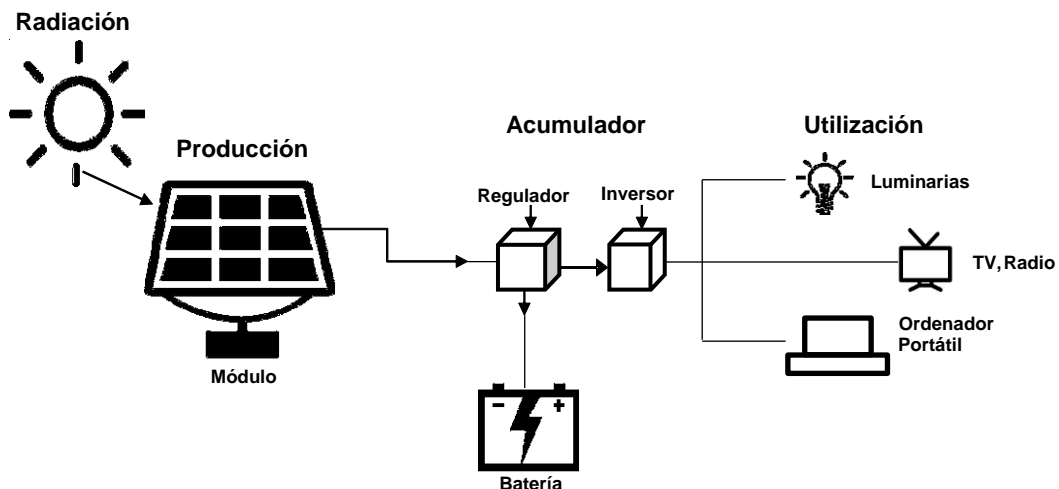 Radiación
Producción
Acumulador
Utilización
Regulador
Inversor
Luminarias
TV, Radio
Ordenador
Portátil
Módulo
- +
Batería